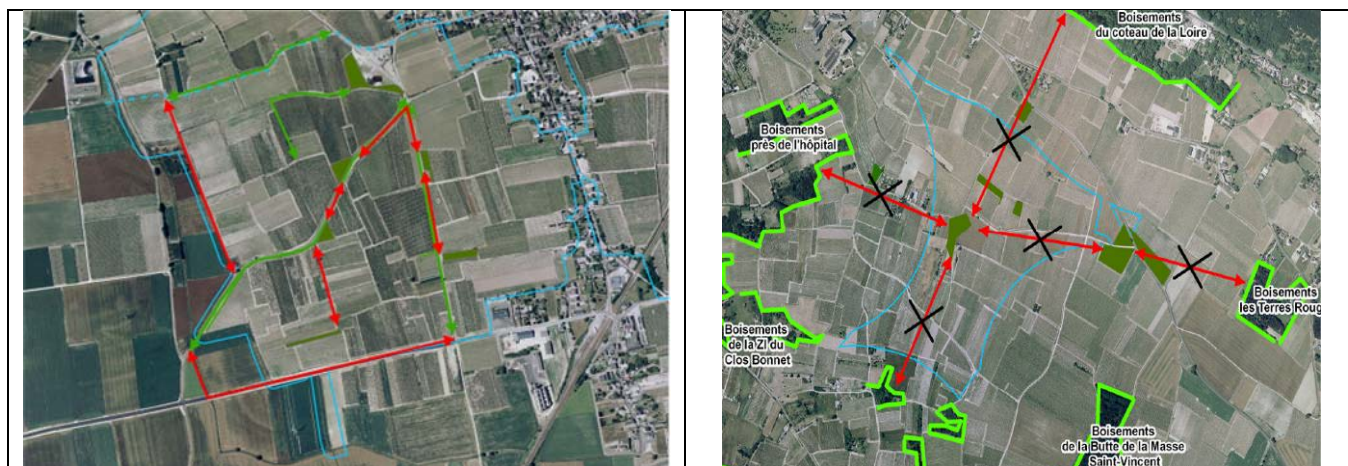 Boisements
du coteau de la Loire
Boisements
près de l'hôpital
Boisements
les Terres Roug
Boisements
de la ZI du
Clos Bonnet
Boisements
de la Butte de la Masse
Saint-Vincent